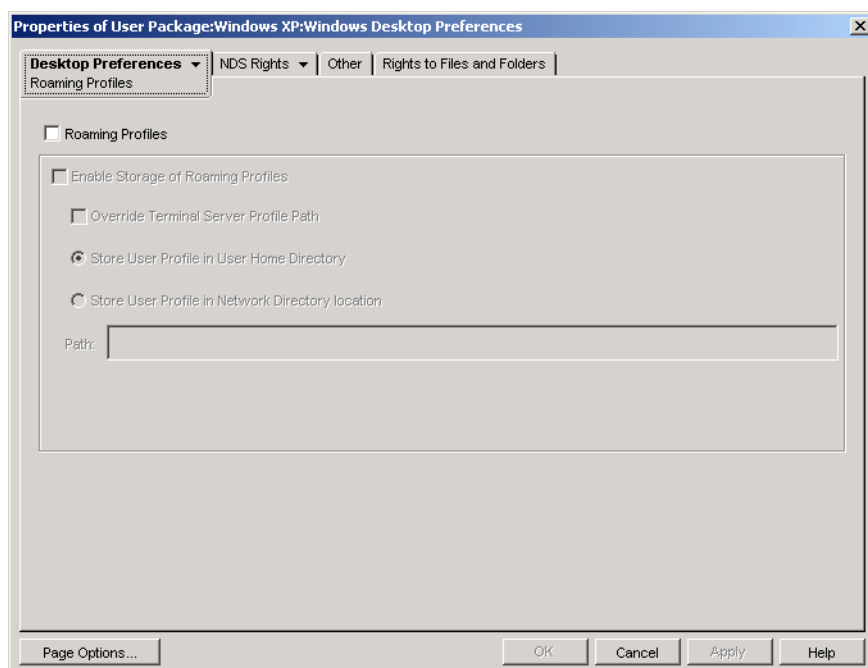 Properties of User Package:Windows XP:Windows Desktop Preferences
Desktop Preferences NDS Rights Other Rights to Files and Folders
Roaming Profiles
Roaming Profiles
Enable Storage of Roaming Profiles
Override Terminal Server Profile Path
Store User Profile in User Home Directory
Store User Profile in Network Directory location
Path:
Page Options... OK Cancel Apply Help